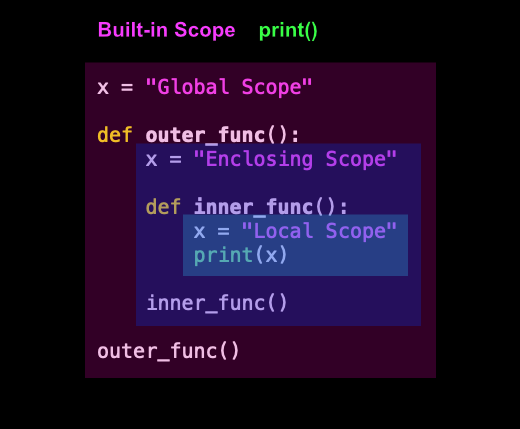 Built-in Scope print()
x = "Global Scope"
def outer_func():
x = "Enclosing Scope"
def inner_func():
x = "Local Scope"
print(x)
inner_func()
outer_func()